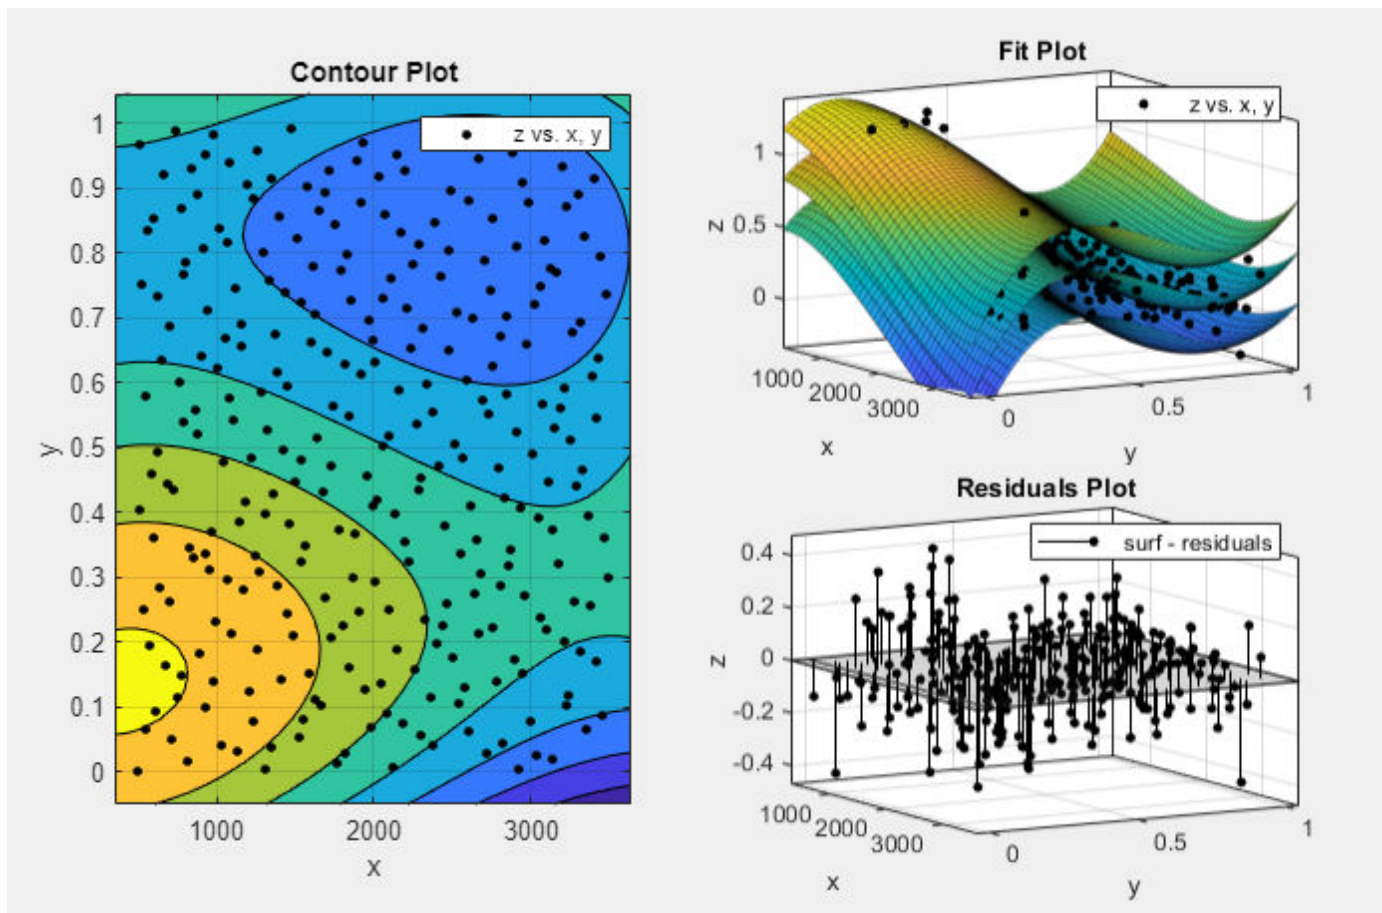 Contour Plot
z vs. x, y
1
0.9
0.8
0.7
0.6
0.5
0.4
0.3
0.2
0.1
0
y
1000
2000
3000
x
Fit Plot
z vs. x, y
1
0.5
0
z
1000
2000
3000
x
0
0.5
1
y
Residuals Plot
surf - residuals
0.4
0.2
0
-0.2
-0.4
z
1000
2000
3000
x
0
0.5
1
y